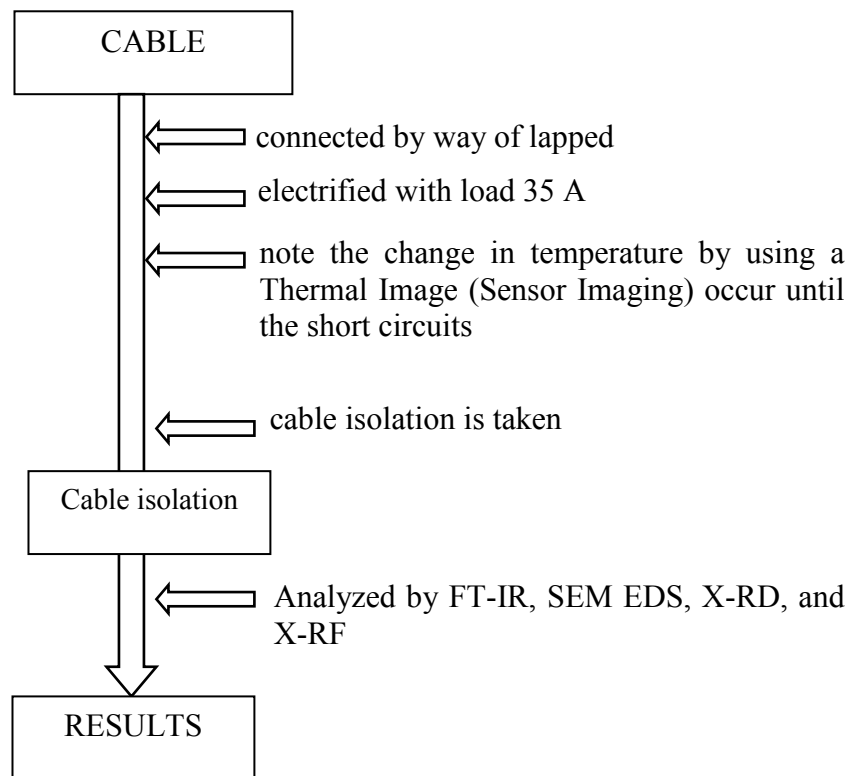 CABLE
connected by way of lapped
electrified with load 35 A
note the change in temperature by using a
Thermal Image (Sensor Imaging) occur until
the short circuits
cable isolation is taken
Cable isolation
Analyzed by FT-IR, SEM EDS, X-RD, and
X-RF
RESULTS